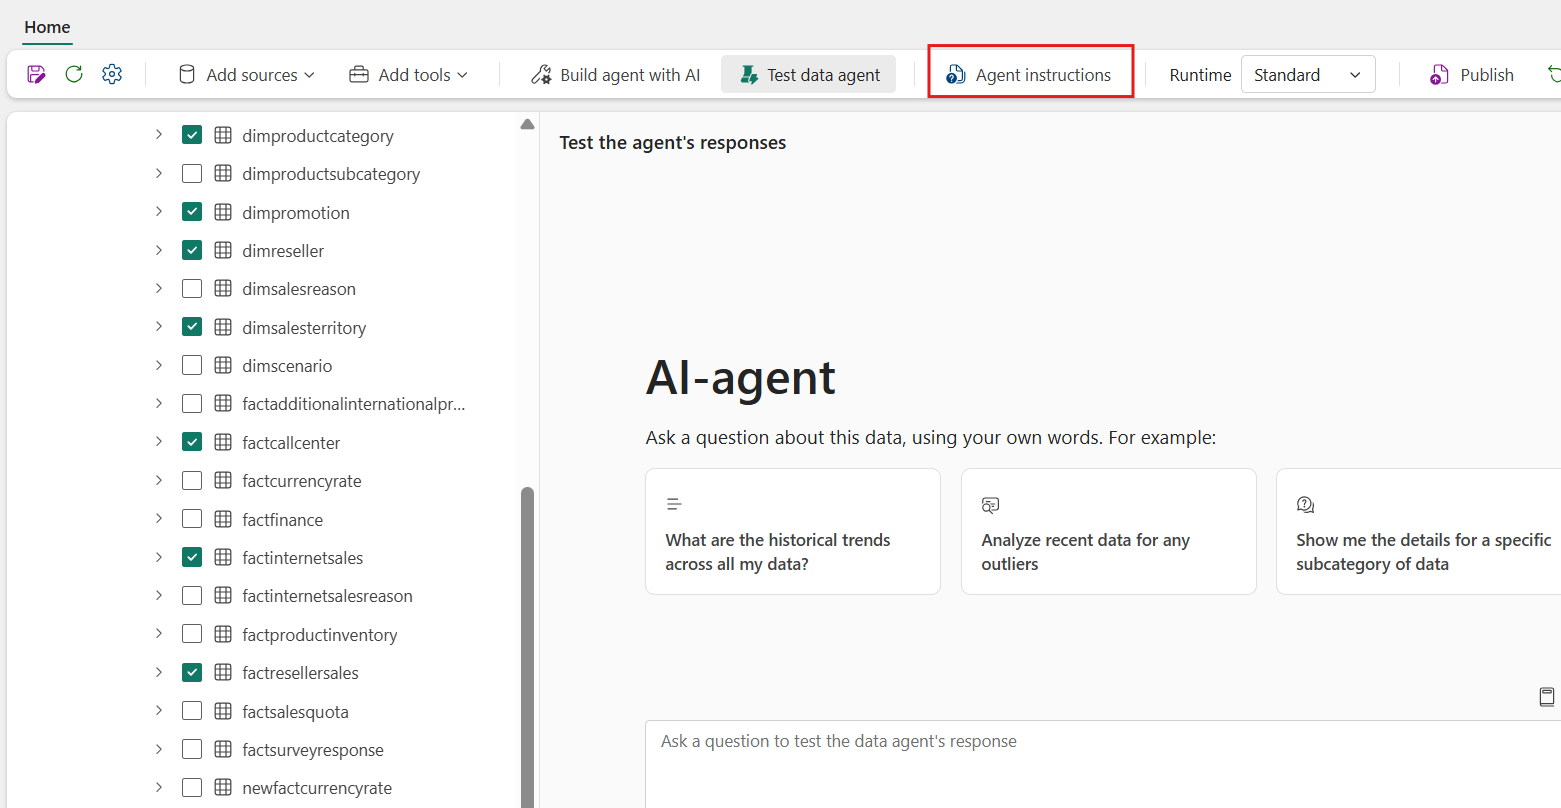 Home
Add sources
Add tools
Build agent with AI
Test data agent
Agent instructions
Runtime
Standard
Publish
dimproductcategory
dimproductsubcategory
dimpromotion
dimreseller
dimsalesreason
dimsalesterritory
dimscenario
factadditionalinternationalpr...
factcallcenter
factcurrencyrate
factfinance
factinternetsales
factinternetsalesreason
factproductinventory
factresellersales
factsalesquota
factsurveyresponse
newfactcurrencyrate
Test the agent's responses
AI-agent
Ask a question about this data, using your own words. For example:
What are the historical trends
across all my data?
Analyze recent data for any
outliers
Show me the details for a specific
subcategory of data
Ask a question to test the data agent's response